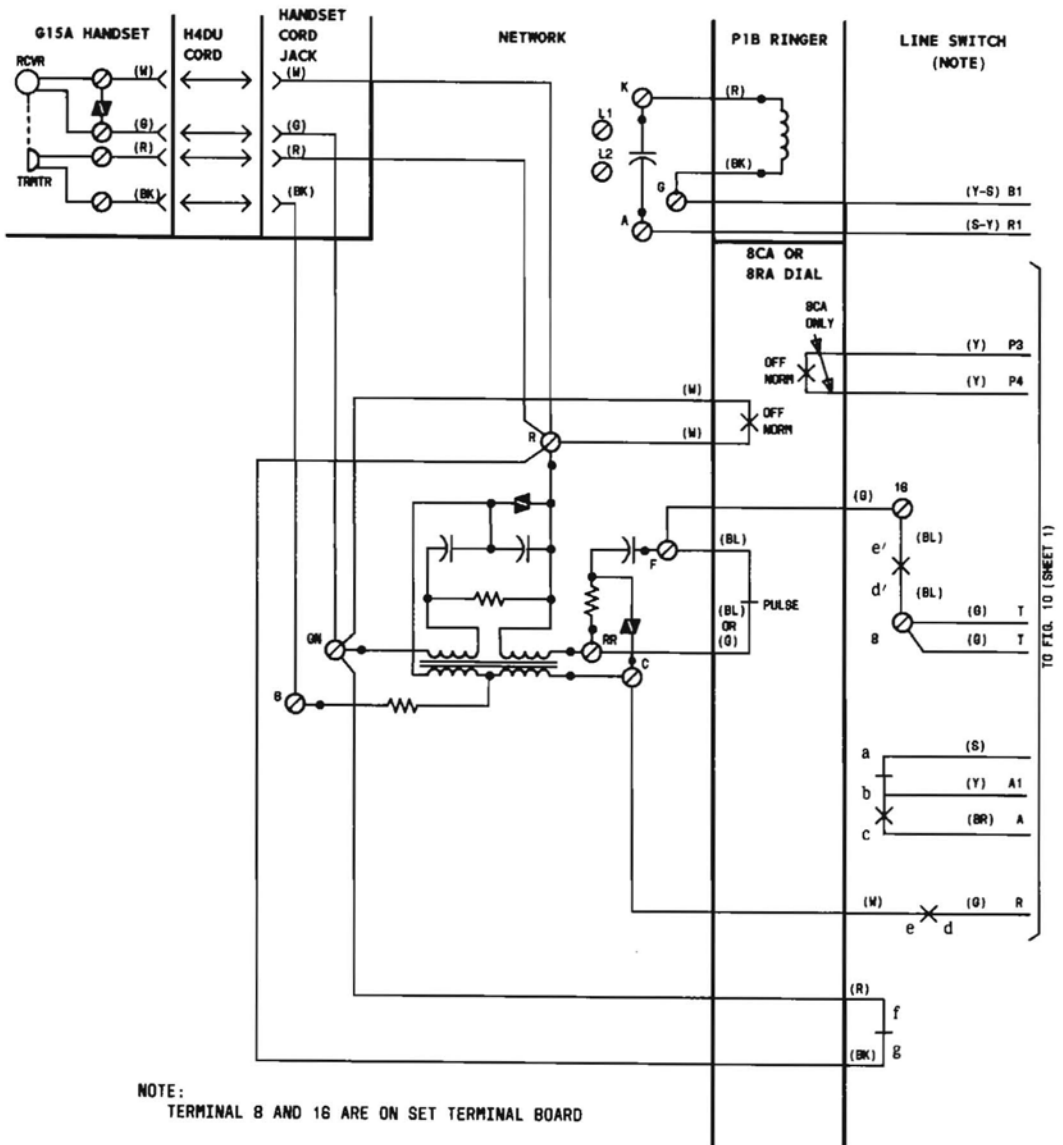 G15A HANDSET
H4DU
CORD
HANDSET
CORD
JACK
NETWORK
P1B RINGER
LINE SWITCH
(NOTE)
RCVR
(W)
(W)
(G)
(G)
(R)
(R)
TRMTR
(BK)
(BK)
K
L1
L2
G
A
(R)
(BK)
(Y-S) B1
(S-Y) R1
8CA OR
8RA DIAL
8CA
ONLY
OFF
NORM
(Y) P3
(Y) P4
(W)
OFF
NORM
R
(W)
(G)
16
F
(BL)
e'
(BL)
d'
(BL)
PULSE
(BL)
OR
(G)
8
(G) T
(G) T
GN
RR
C
B
TO FIG. 10 (SHEET 1)
a
(S)
b
(Y) A1
c
(BR) A
(W)
(G) R
e
d
(R)
f
(BK)
g
NOTE:
TERMINAL 8 AND 16 ARE ON SET TERMINAL BOARD